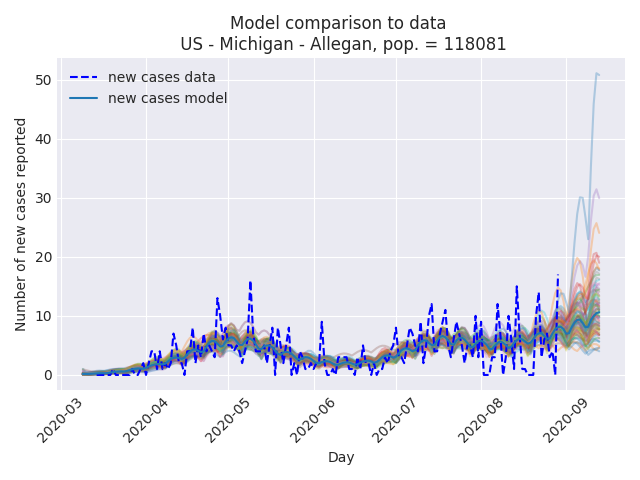 Model comparison to data
US - Michigan - Allegan, pop. = 118081
new cases data
new cases model
Number of new cases reported
50
40
30
20
10
0
2020-03
2020-04
2020-05
2020-06
2020-07
2020-08
2020-09
Day